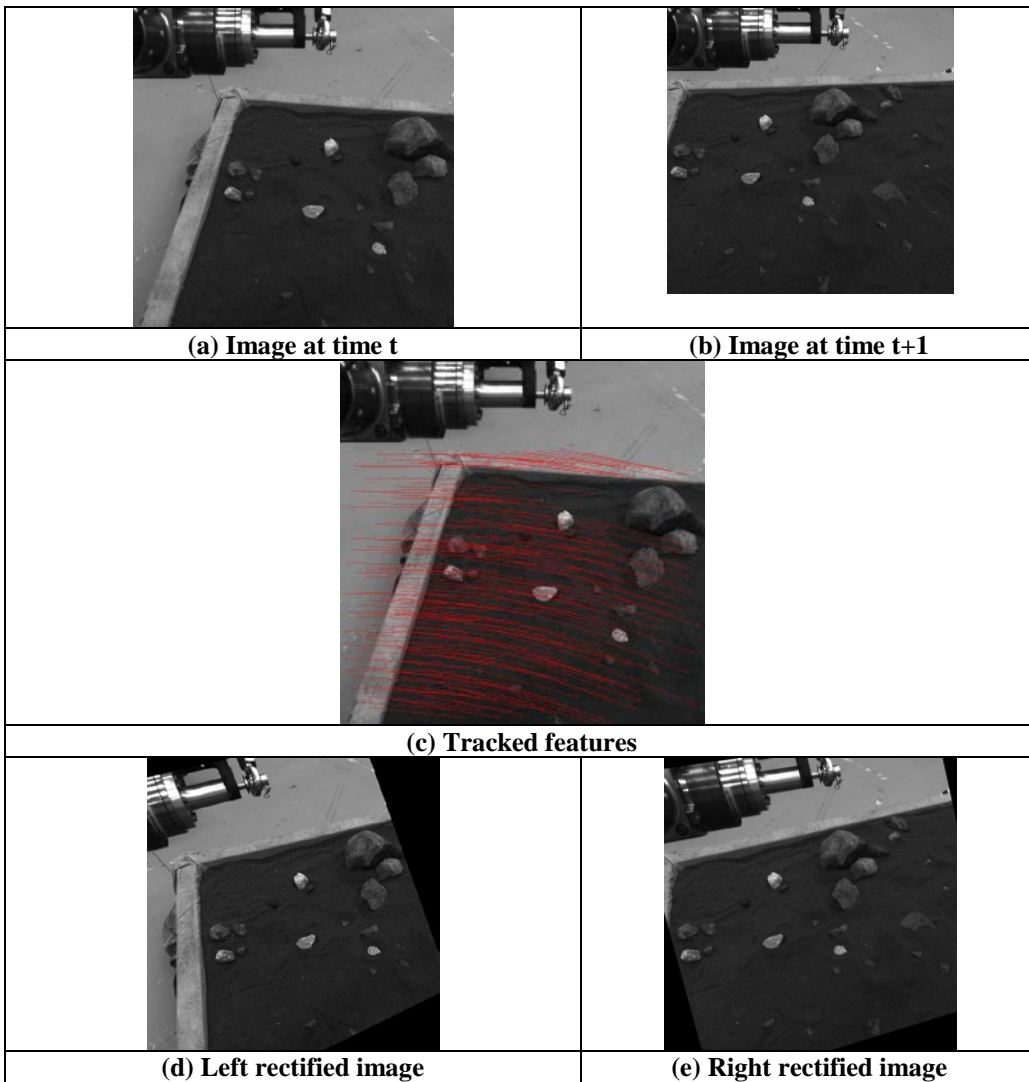 (a) Image at time t
(b) Image at time t+1
(c) Tracked features
(d) Left rectified image
(e) Right rectified image